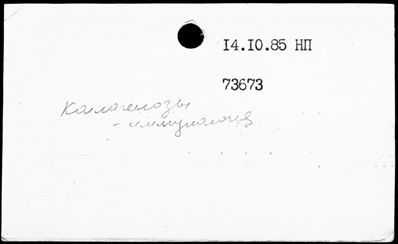 14.10.85 НП
73673
Коллагенозы
- иммунология